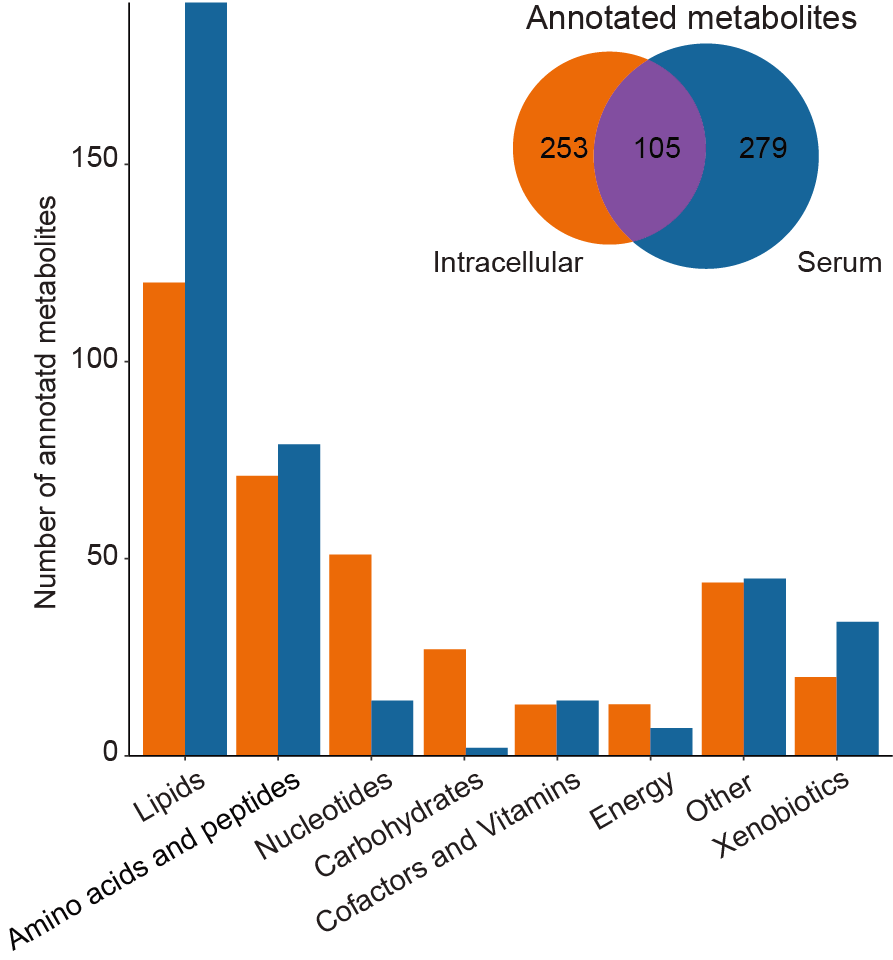 Annotated metabolites
253 105 279
Intracellular Serum
Number of annotatd metabolites
150
100
50
0
Lipids
Amino acids and peptides
Nucleotides
Carbohydrates
Cofactors and Vitamins
Energy
Other
Xenobiotics